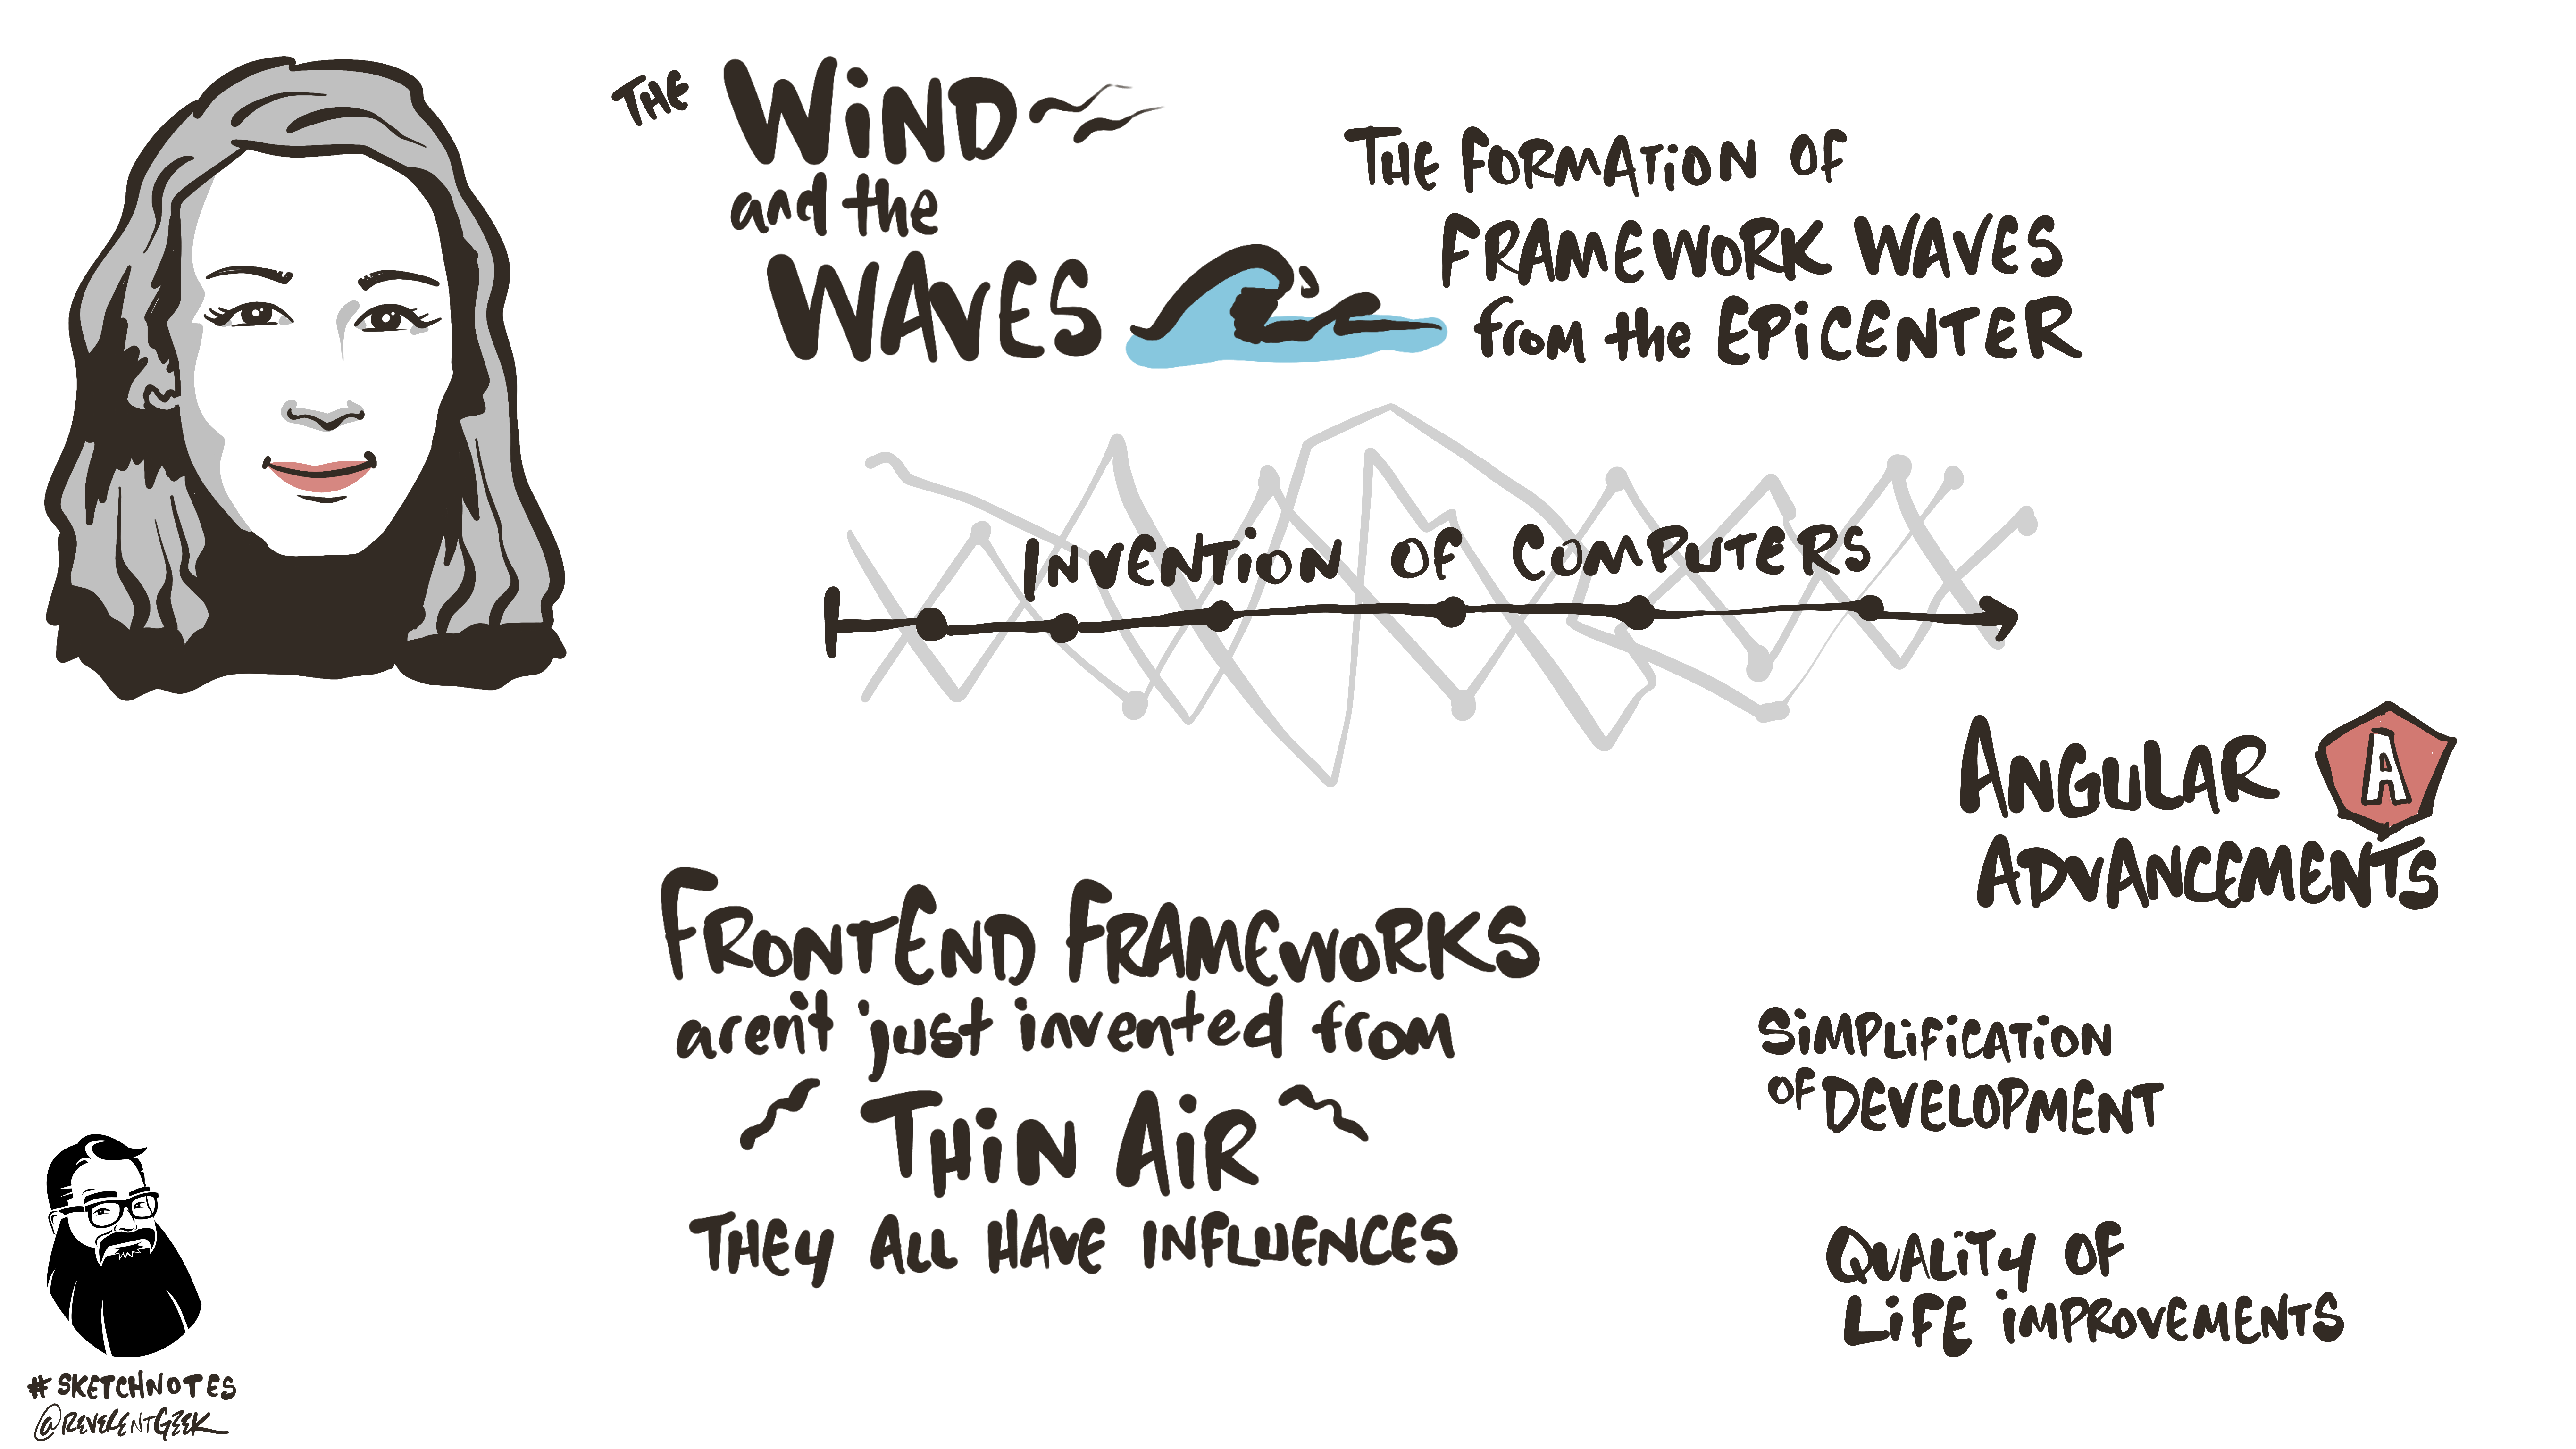 THE WIND
and the
WAVES
THE FORMATION OF
FRAMEWORK WAVES
from the EPICENTER
INVENTION OF COMPUTERS
ANGULAR A
ADVANCEMENTS
FRONTEND FRAMEWORKS
aren't just invented from
THIN AIR
THEY ALL HAVE INFLUENCES
SIMPLIFICATION
OF DEVELOPMENT
QUALITY OF
LIFE IMPROVEMENTS
#SKETCHNOTES
@REVERENTGEEK